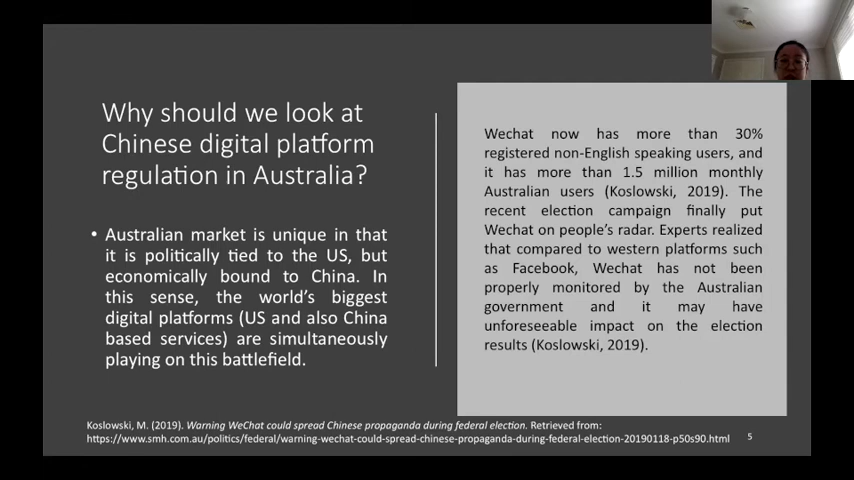 Why should we look at
Chinese digital platform
regulation in Australia?
• Australian market is unique in that
it is politically tied to the US, but
economically bound to China. In
this sense, the world's biggest
digital platforms (US and also China
based services) are simultaneously
playing on this battlefield.
Wechat now has more than 30%
registered non-English speaking users, and
it has more than 1.5 million monthly
Australian users (Koslowski, 2019). The
recent election campaign finally put
Wechat on people's radar. Experts realized
that compared to western platforms such
as Facebook, Wechat has not been
properly monitored by the Australian
government and it may have
unforeseeable impact on the election
results (Koslowski, 2019).
Koslowski, M. (2019). Warning WeChat could spread Chinese propaganda during federal election. Retrieved from:
https://www.smh.com.au/politics/federal/warning-wechat-could-spread-chinese-propaganda-during-federal-election-20190118-p50s90.html
5